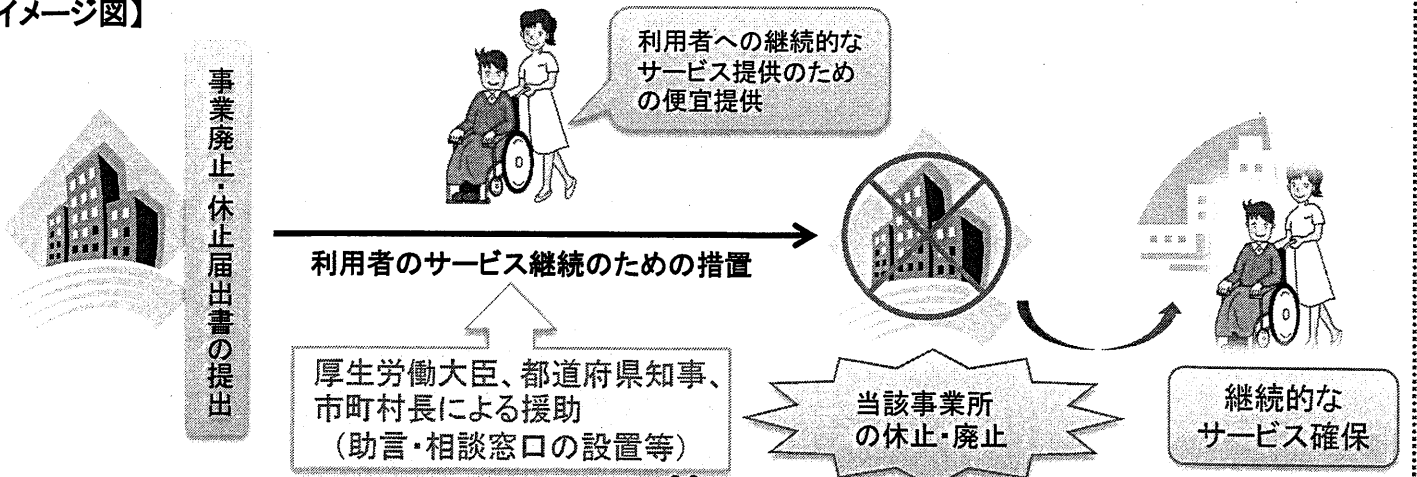 イメージ図】
事業廃止・休止届出書の提出
利用者への継続的な
サービス提供のため
の便宜提供
利用者のサービス継続のための措置
厚生労働大臣、都道府県知事、
市町村長による援助
（助言・相談窓口の設置等）
当該事業所
の休止・廃止
継続的な
サービス確保